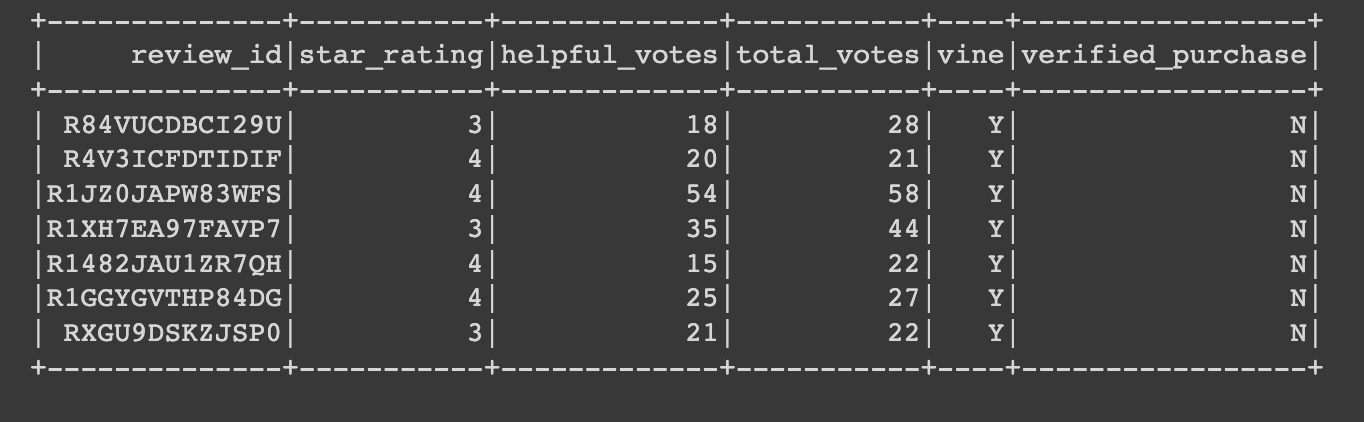 +--------------+-----------+-------------+-----------+----+-----------------+
|     review_id|star_rating|helpful_votes|total_votes|vine|verified_purchase|
+--------------+-----------+-------------+-----------+----+-----------------+
| R84VUCDBCI29U|          3|           18|         28|   Y|                N|
| R4V3ICFDTIDIF|          4|           20|         21|   Y|                N|
|R1JZ0JAPW83WFS|          4|           54|         58|   Y|                N|
|R1XH7EA97FAVP7|          3|           35|         44|   Y|                N|
|R1482JAU1ZR7QH|          4|           15|         22|   Y|                N|
|R1GGYGVTHP84DG|          4|           25|         27|   Y|                N|
| RXGU9DSKZJSP0|          3|           21|         22|   Y|                N|
+--------------+-----------+-------------+-----------+----+-----------------+